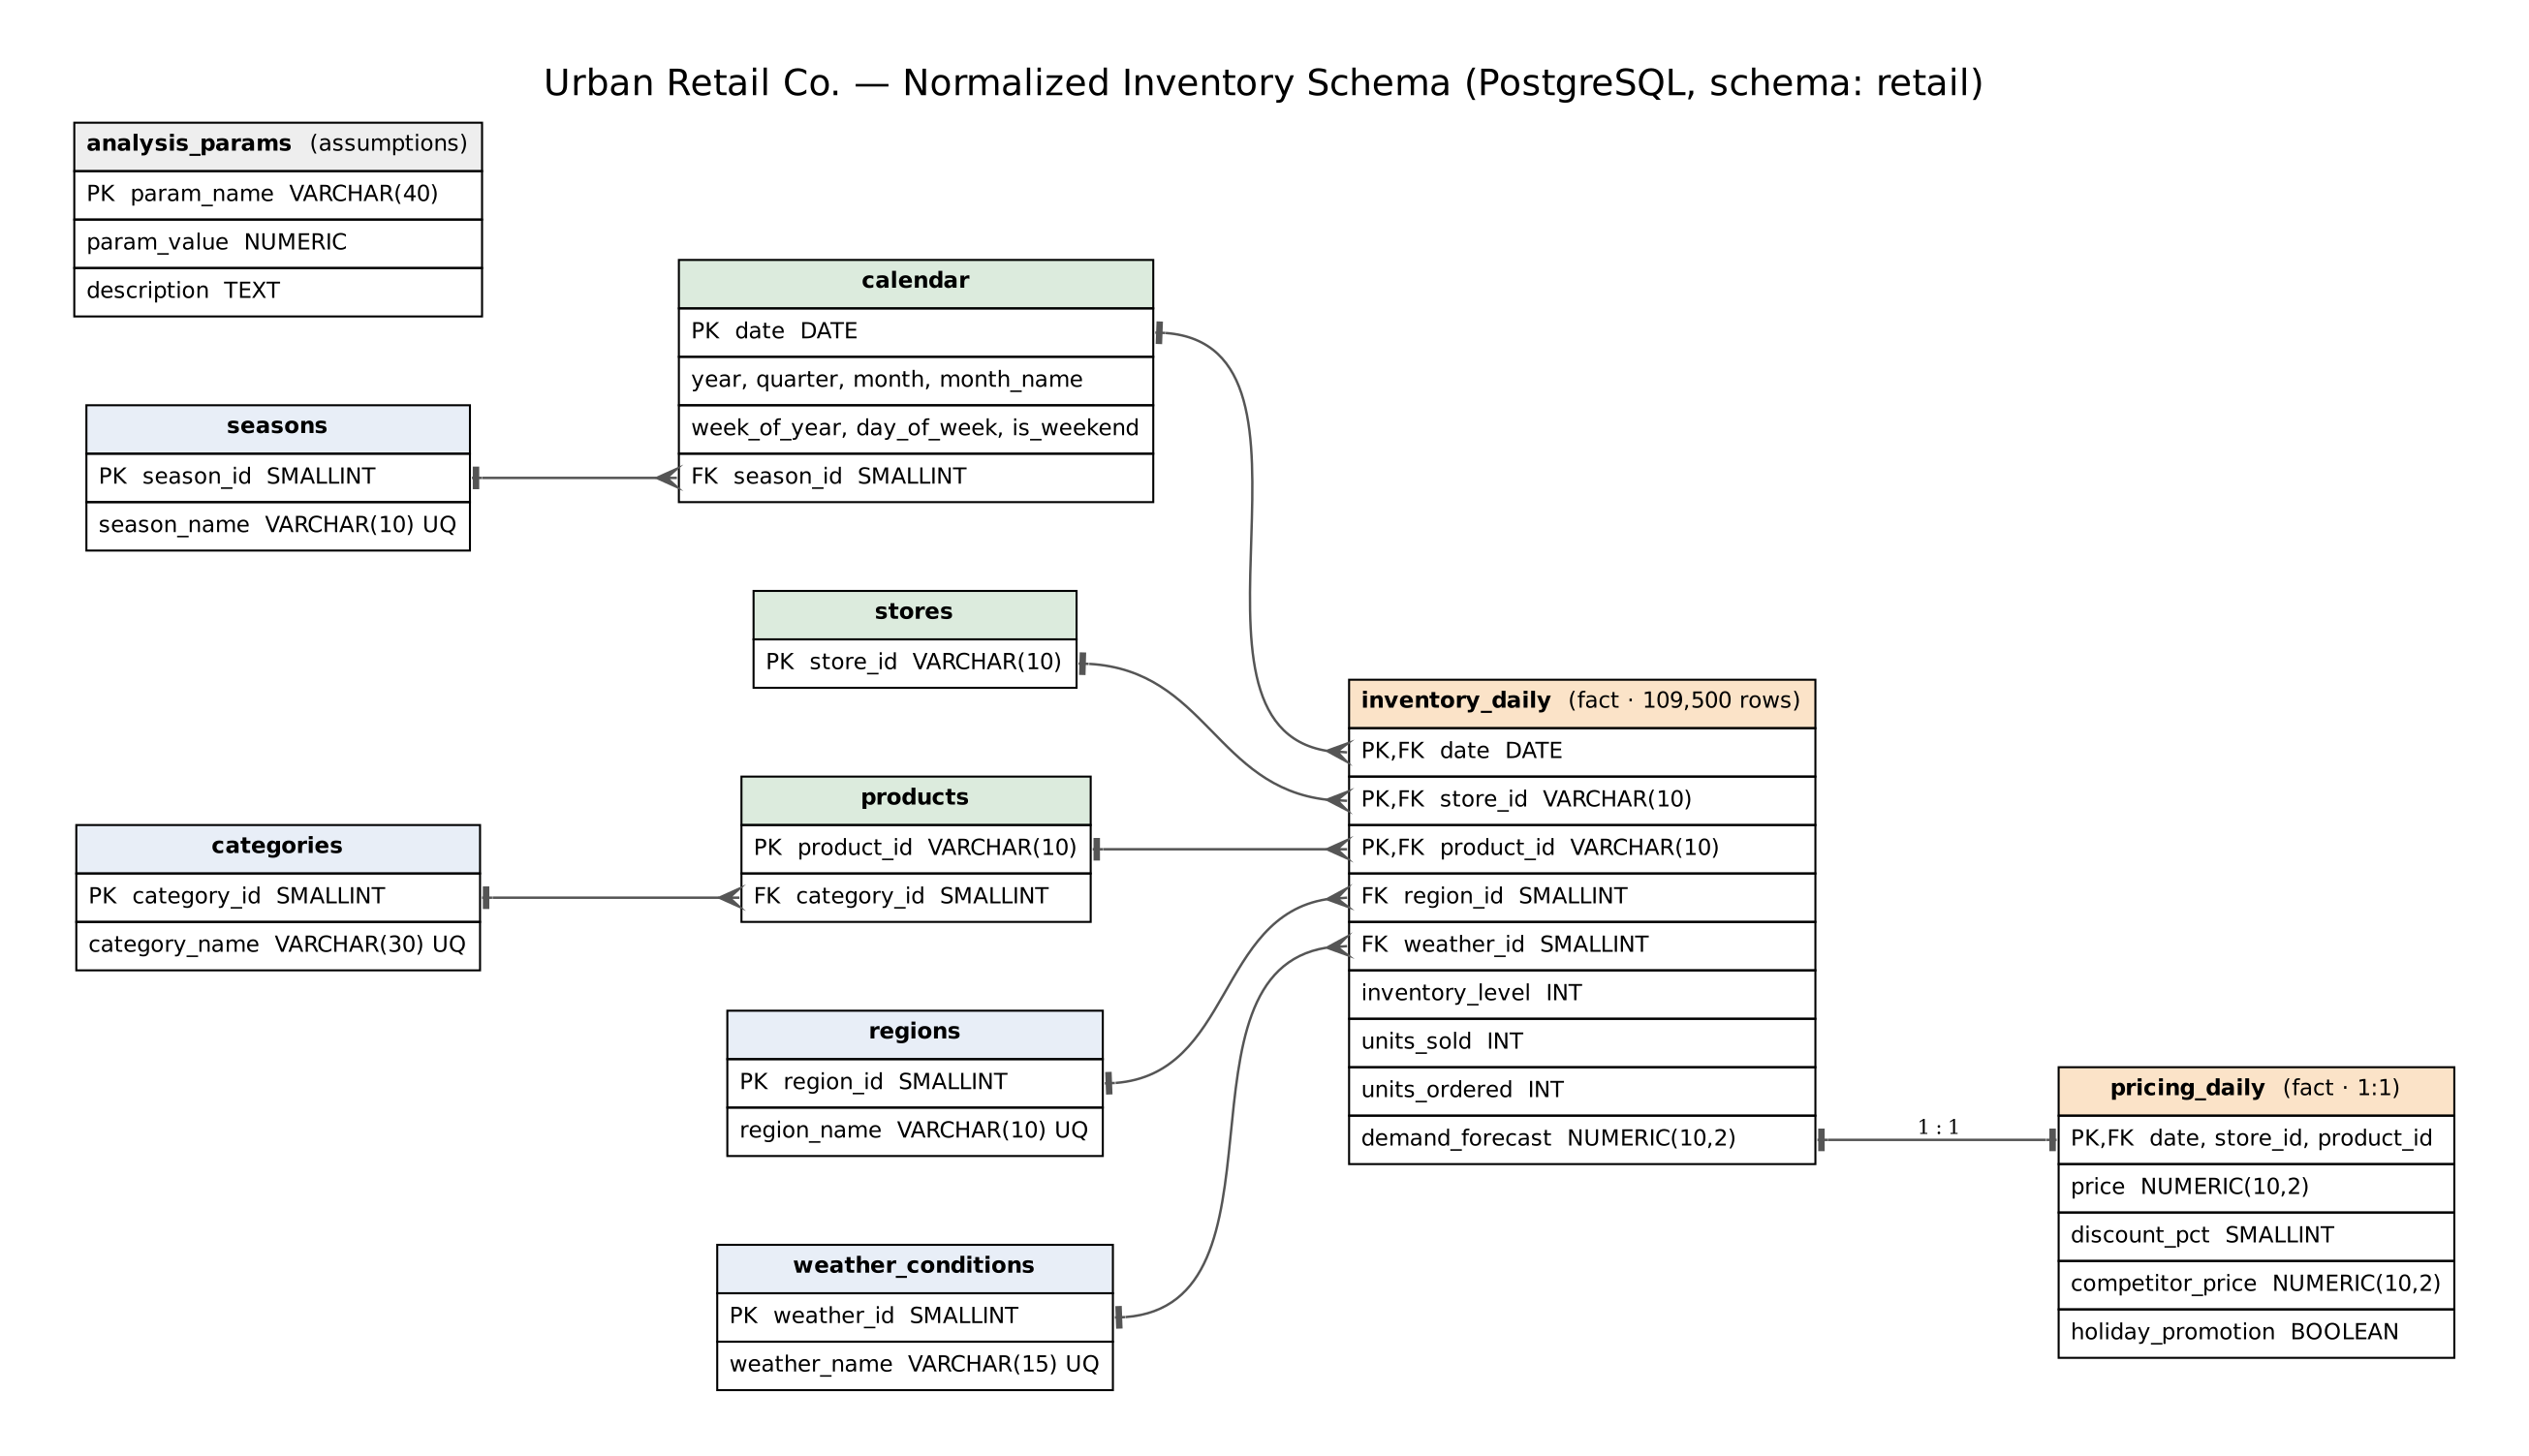 Urban Retail Co. — Normalized Inventory Schema (PostgreSQL, schema: retail)
analysis_params (assumptions)
PK param_name VARCHAR(40)
param_value NUMERIC
description TEXT
seasons
PK season_id SMALLINT
season_name VARCHAR(10) UQ
categories
PK category_id SMALLINT
category_name VARCHAR(30) UQ
calendar
PK date DATE
year, quarter, month, month_name
week_of_year, day_of_week, is_weekend
FK season_id SMALLINT
stores
PK store_id VARCHAR(10)
products
PK product_id VARCHAR(10)
FK category_id SMALLINT
regions
PK region_id SMALLINT
region_name VARCHAR(10) UQ
weather_conditions
PK weather_id SMALLINT
weather_name VARCHAR(15) UQ
inventory_daily (fact · 109,500 rows)
PK,FK date DATE
PK,FK store_id VARCHAR(10)
PK,FK product_id VARCHAR(10)
FK region_id SMALLINT
FK weather_id SMALLINT
inventory_level INT
units_sold INT
units_ordered INT
demand_forecast NUMERIC(10,2)
1 : 1
pricing_daily (fact · 1:1)
PK,FK date, store_id, product_id
price NUMERIC(10,2)
discount_pct SMALLINT
competitor_price NUMERIC(10,2)
holiday_promotion BOOLEAN